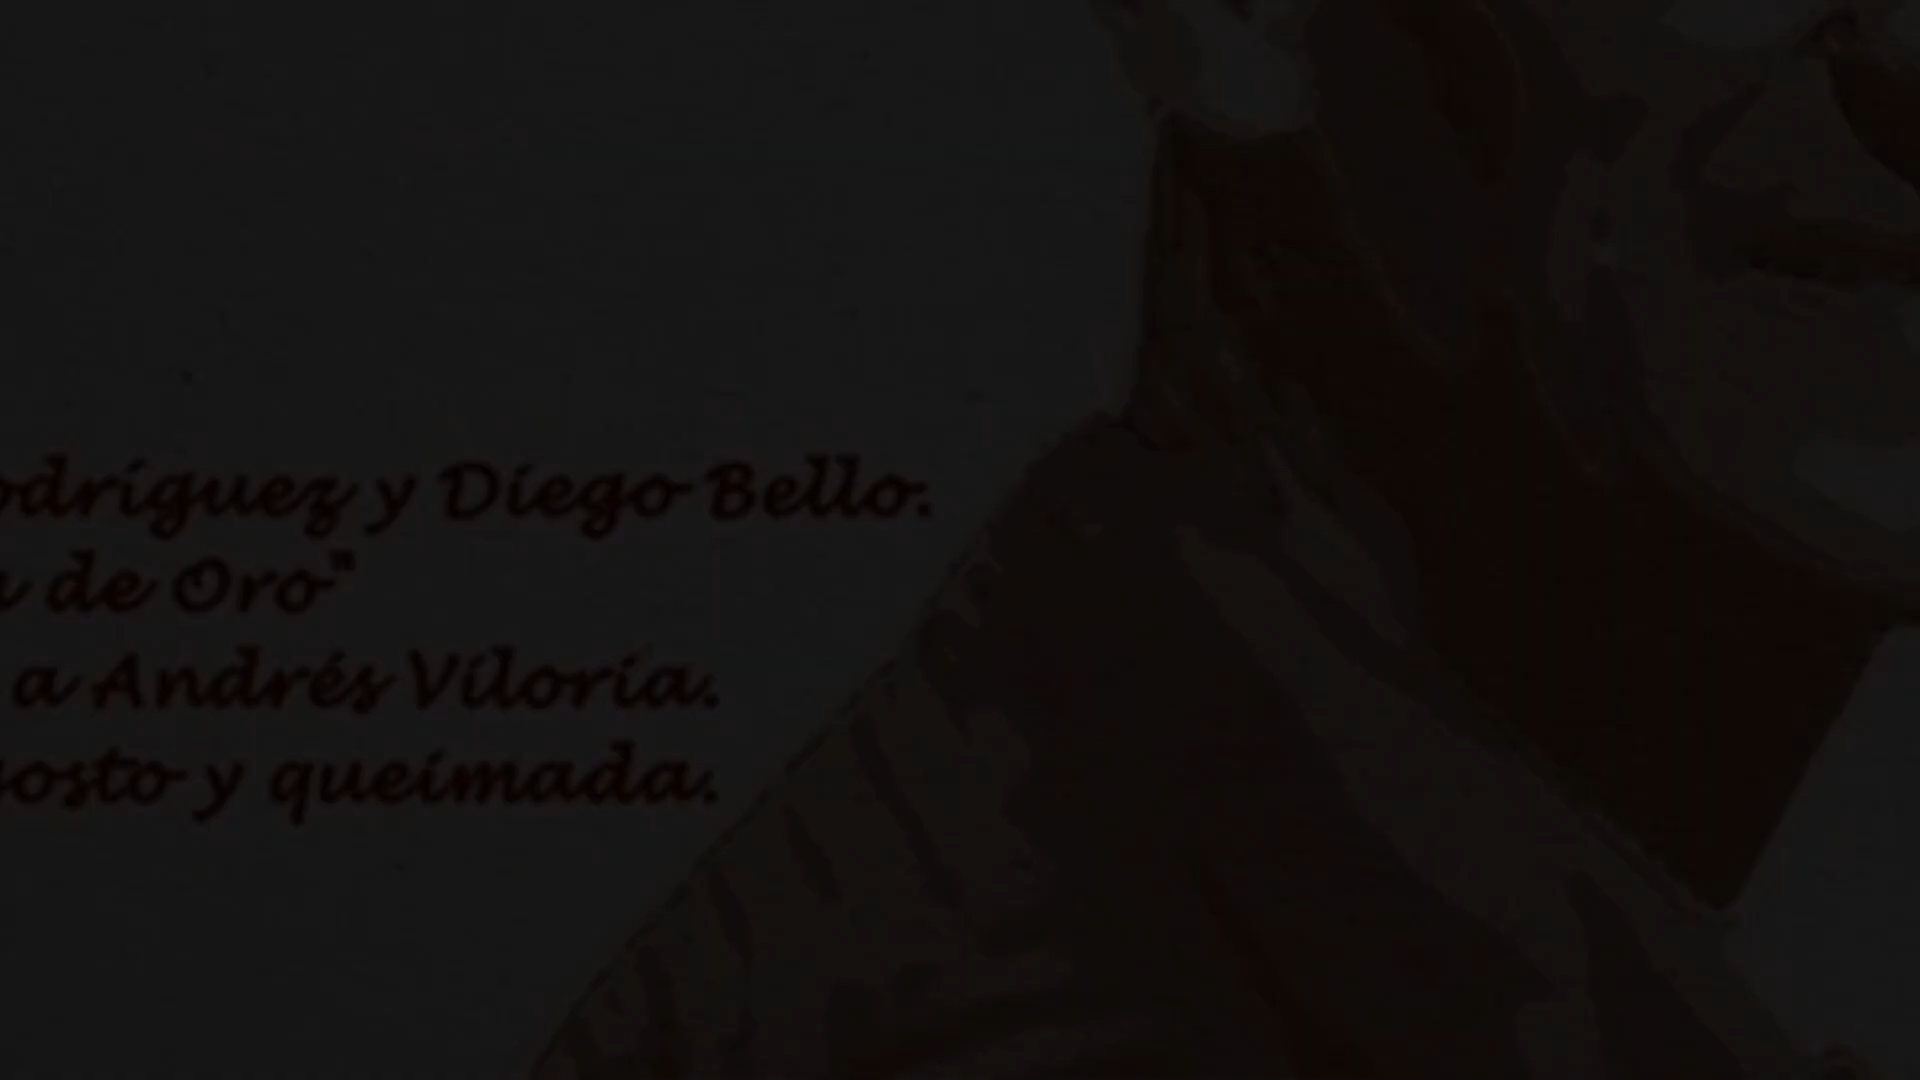 odríguez y Diego Bello.
de Oro"
a Andrés Viloria.
osto y queimada.